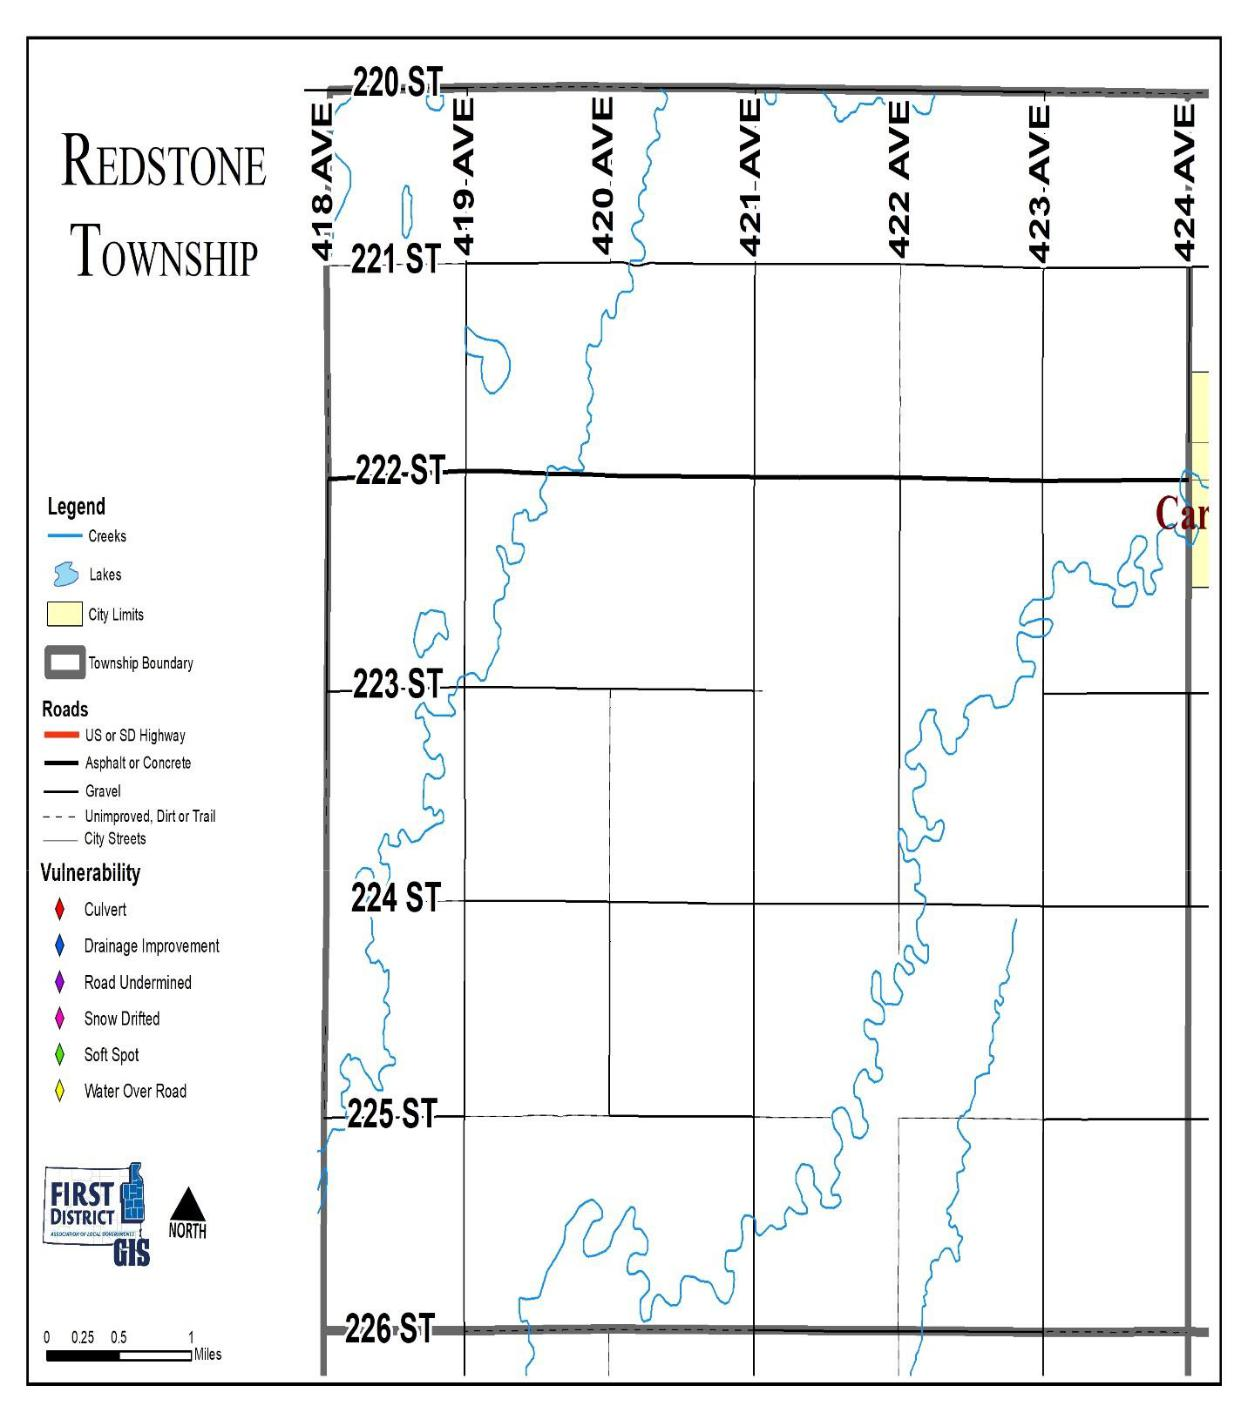 REDSTONE
TOWNSHIP
220 ST
418 AVE
419 AVE
420 AVE
421 AVE
422 AVE
423 AVE
424 AVE
221 ST
222 ST
Car
223 ST
224 ST
225 ST
226 ST
Legend
Creeks
Lakes
City Limits
Township Boundary
Roads
US or SD Highway
Asphalt or Concrete
Gravel
Unimproved, Dirt or Trail
City Streets
Vulnerability
Culvert
Drainage Improvement
Road Undermined
Snow Drifted
Soft Spot
Water Over Road
FIRST
DISTRICT
ASSOCIATION OF LOCAL GOVERNMENTS
GIS
NORTH
0 0.25 0.5 1
Miles